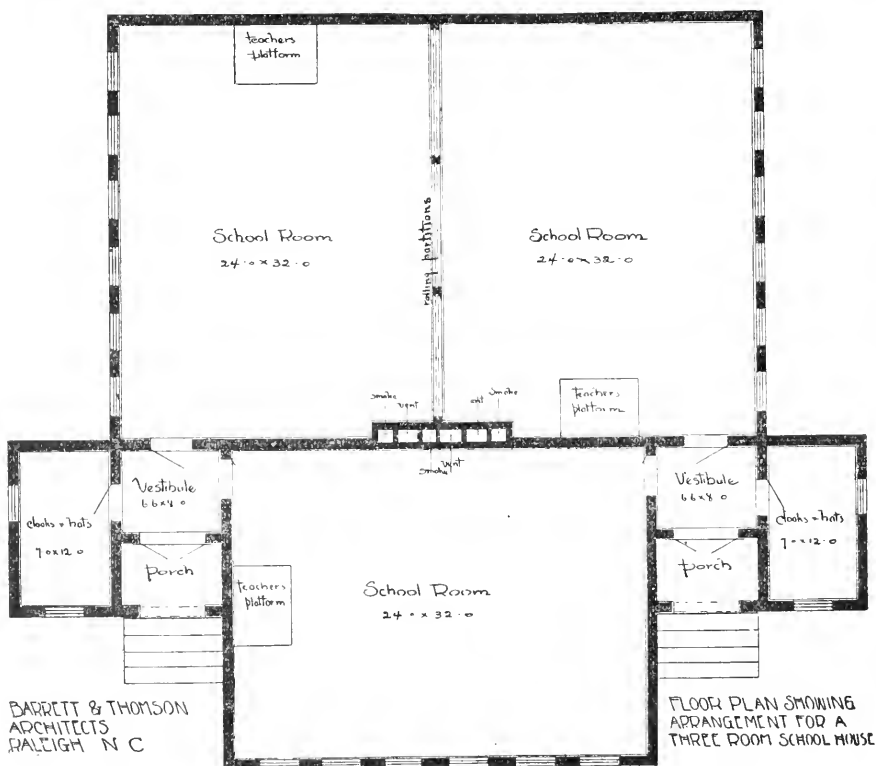 teachers
platform
School Room
24·0 × 32·0
rolling partitions
School Room
24·0 × 32·0
teachers
platform
smoke
vent
vent
smoke
smoke
vent
Vestibule
6 6 × 8 0
cloaks = hats
7 0 × 12 0
porch
Vestibule
6 6 × 8 0
cloaks = hats
7 0 × 12·0
porch
teachers
platform
School Room
24·0 × 32·0
BARRETT & THOMSON
ARCHITECTS
RALEIGH N C
FLOOR PLAN SHOWING
ARRANGEMENT FOR A
THREE ROOM SCHOOL HOUSE